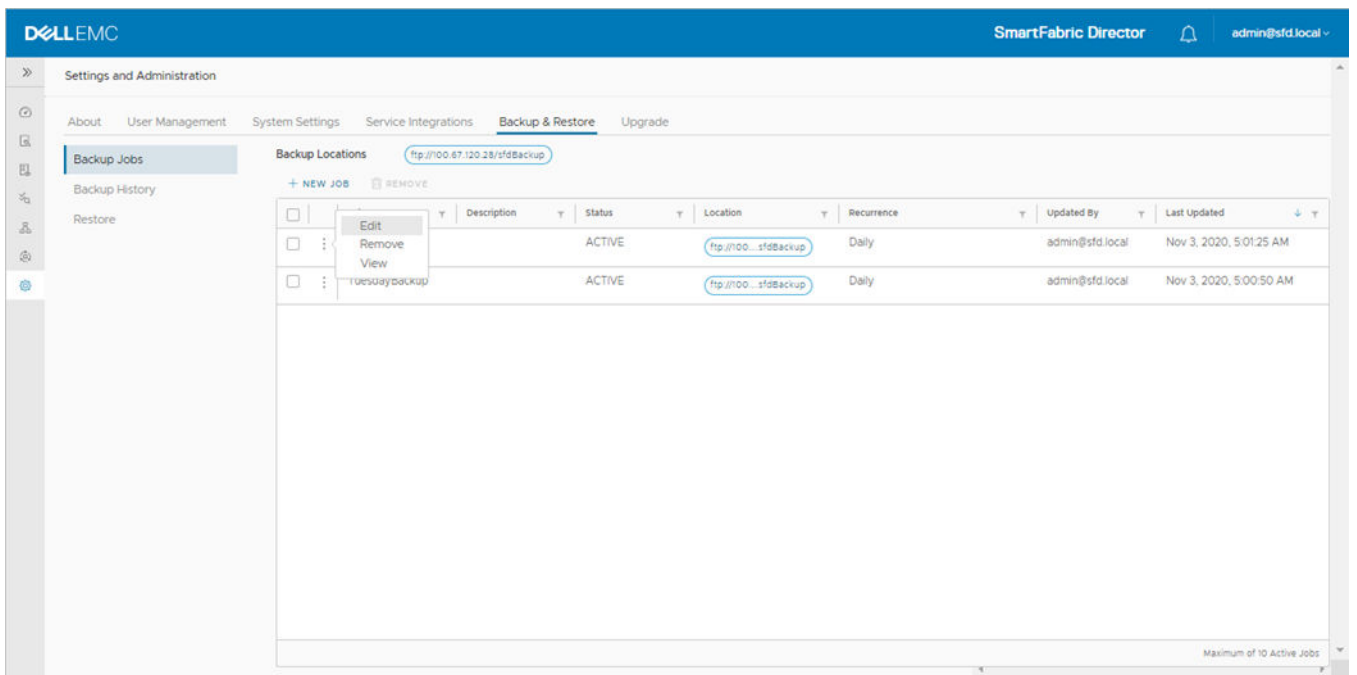 DELLEMC
SmartFabric Director
admin@sfd.local
Settings and Administration
About User Management System Settings Service Integrations Backup & Restore Upgrade
Backup Jobs
Backup History
Restore
Backup Locations ftp://100.67.120.28/sfdBackup
+ NEW JOB REMOVE
Description Status Location Recurrence Updated By Last Updated
Edit
Remove
View
ACTIVE ftp://100...sfdBackup Daily admin@sfd.local Nov 3, 2020, 5:01:25 AM
TuesdayBackup ACTIVE ftp://100...sfdBackup Daily admin@sfd.local Nov 3, 2020, 5:00:50 AM
Maximum of 10 Active Jobs